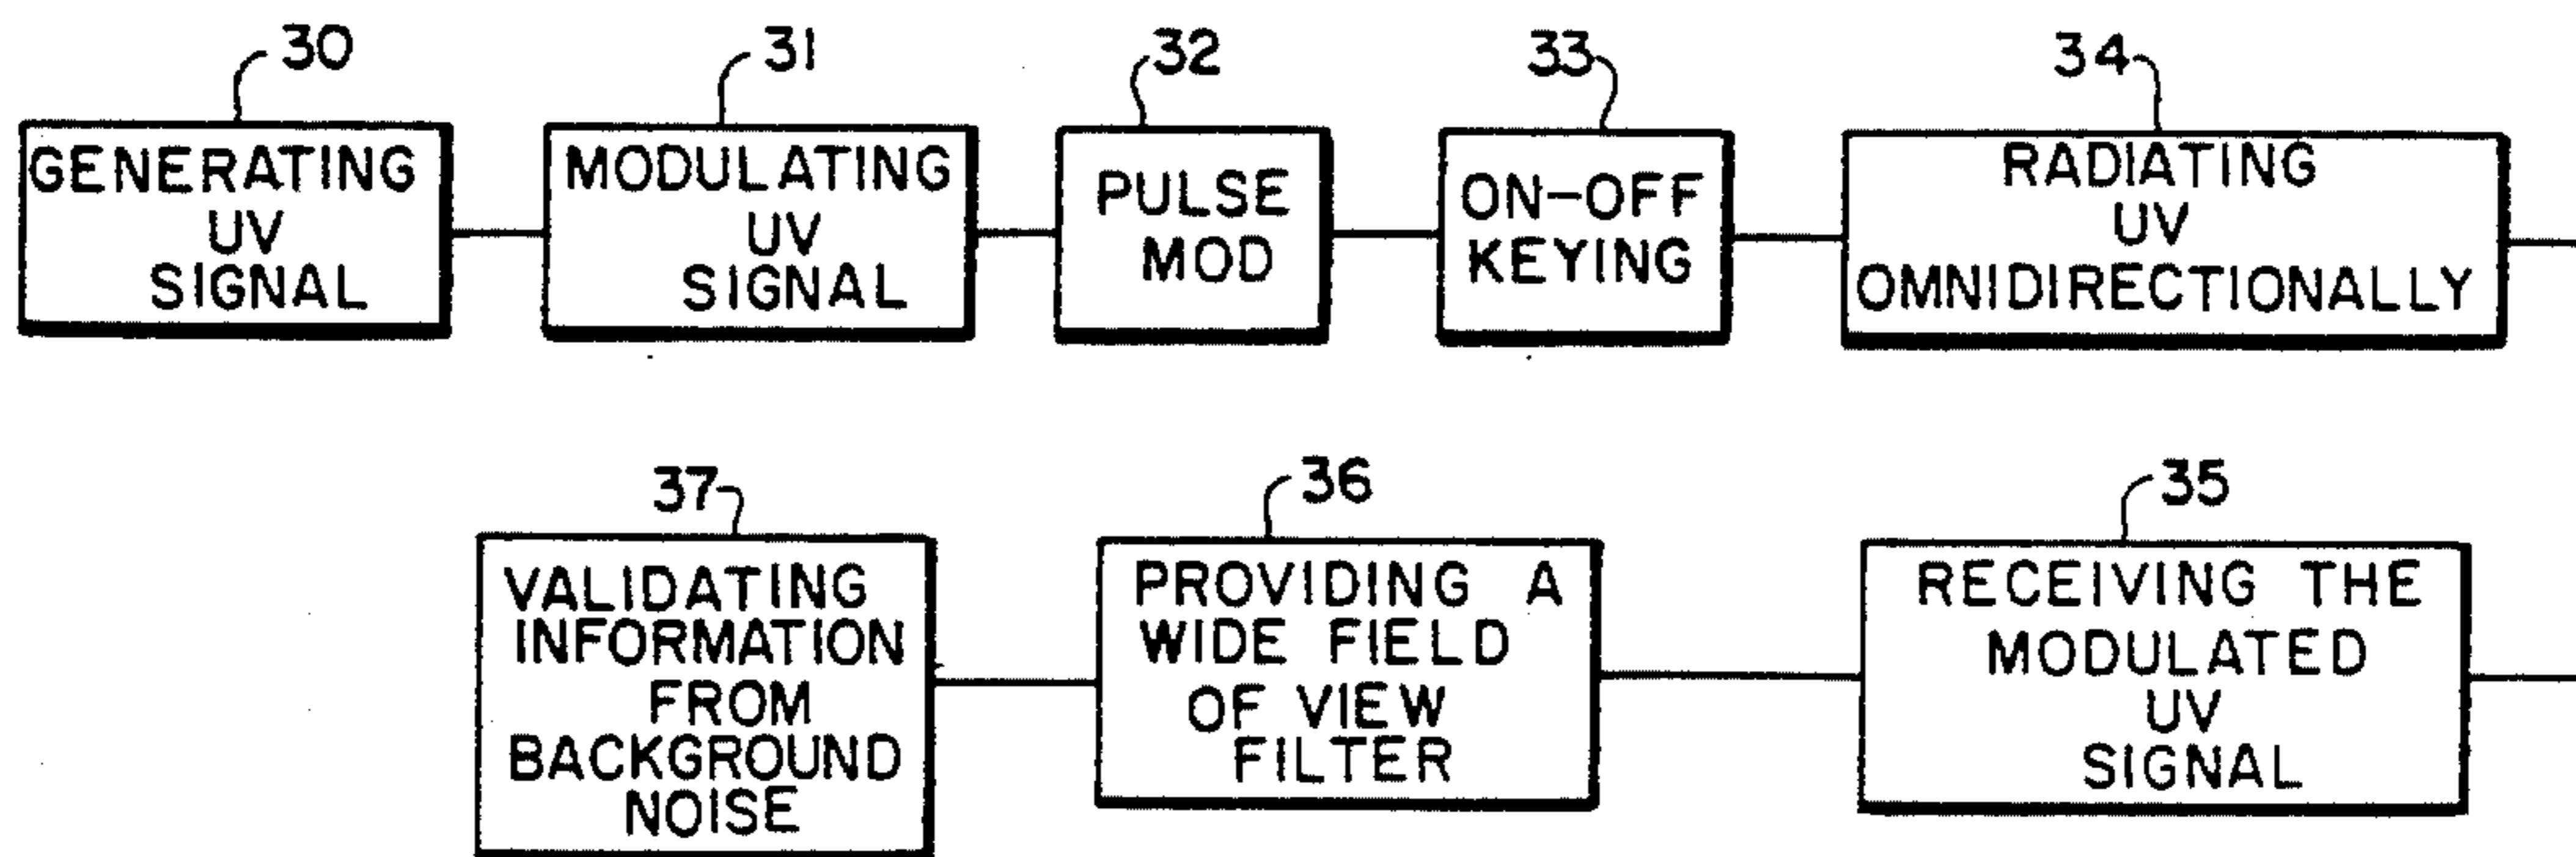 30
GENERATING
UV
SIGNAL
31
MODULATING
UV
SIGNAL
32
PULSE
MOD
33
ON-OFF
KEYING
34
RADIATING
UV
OMNIDIRECTIONALLY
37
VALIDATING
INFORMATION
FROM
BACKGROUND
NOISE
36
PROVIDING A
WIDE FIELD
OF VIEW
FILTER
35
RECEIVING THE
MODULATED
UV
SIGNAL